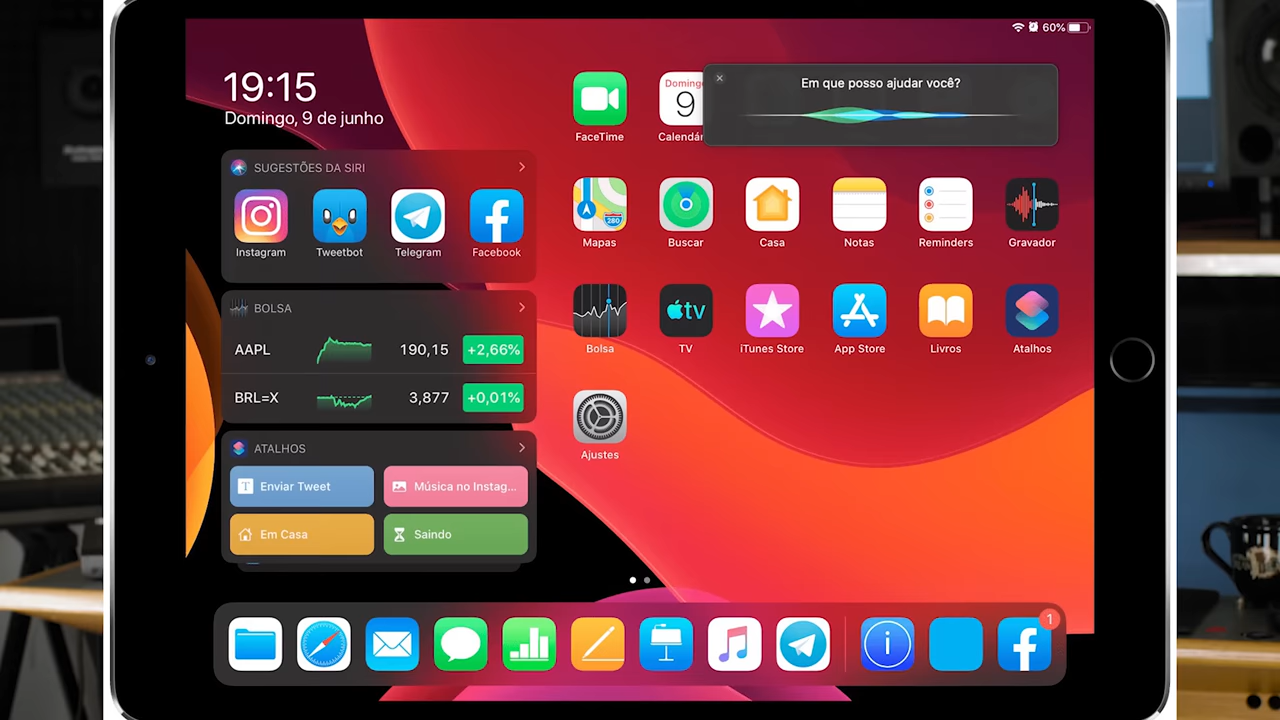 60%
19:15
Domingo, 9 de junho
Em que posso ajudar você?
Domingo
9
FaceTime
Calendár
SUGESTÕES DA SIRI
Instagram
Tweetbot
Telegram
Facebook
280
Mapas
Buscar
Casa
Notas
Reminders
Gravador
BOLSA
AAPL
190,15
+2,66%
BRL=X
3,877
+0,01%
tv
Bolsa
TV
iTunes Store
App Store
Livros
Atalhos
Ajustes
ATALHOS
Enviar Tweet
Música no Instag...
Em Casa
Saindo
1